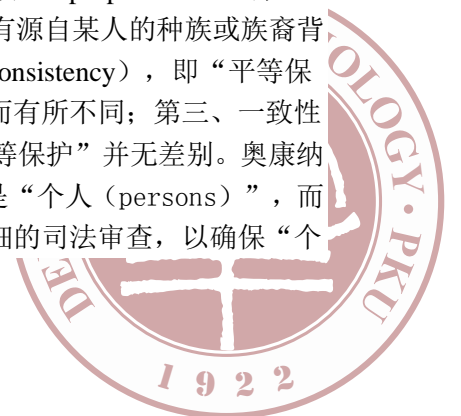 有源自某人的种族或族裔背
onsistency），即“平等保
而有所不同；第三、一致性
等保护”并无差别。奥康纳
是“个人（persons）”，而
细的司法审查，以确保“个
OLOGY · PKU
DE
1922